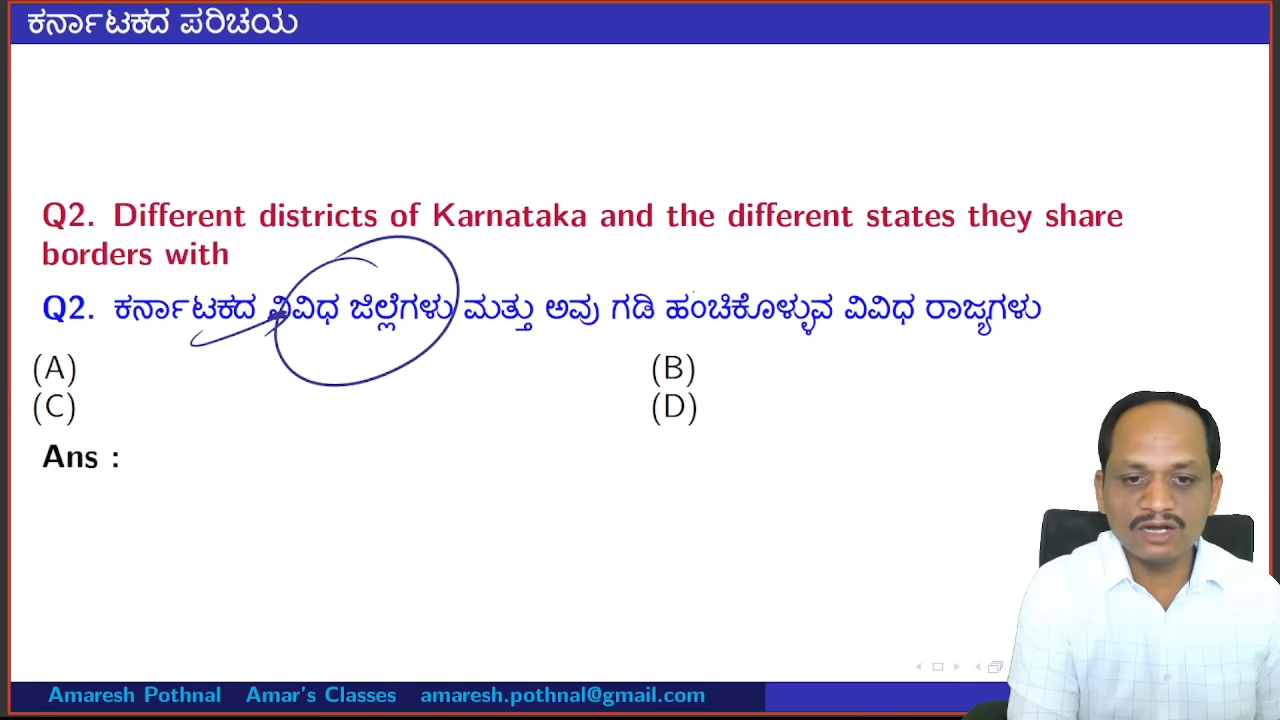 ಕರ್ನಾಟಕದ ಪರಿಚಯ
Q2. Different districts of Karnataka and the different states they share
borders with
Q2. ಕರ್ನಾಟಕದ ವಿವಿಧ ಜಿಲ್ಲೆಗಳು ಮತ್ತು ಅವು ಗಡಿ ಹಂಚಿಕೊಳ್ಳುವ ವಿವಿಧ ರಾಜ್ಯಗಳು
(A) (B)
(C) (D)
Ans :
Amaresh Pothnal Amar's Classes amaresh.pothnal@gmail.com